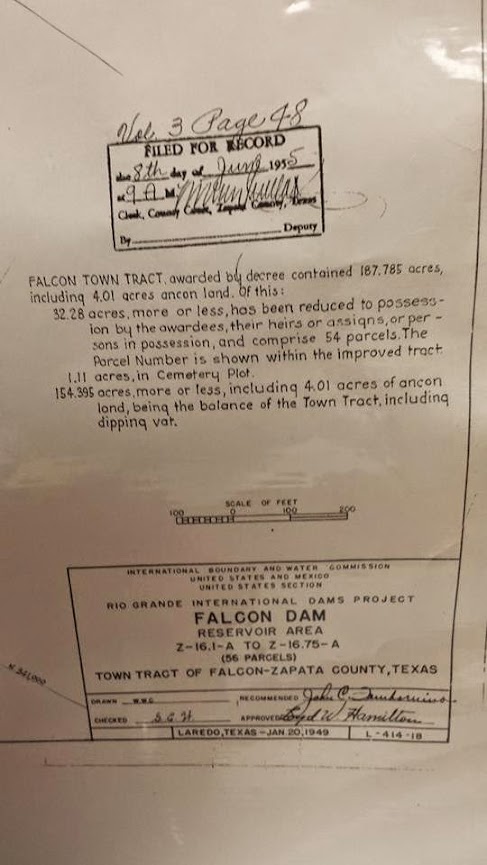 Vol. 3 Page 48
FILED FOR RECORD
the 8th day of June 1955
at 9 A M
Clerk, County Court, Zapata County, Texas
By Deputy
FALCON TOWN TRACT, awarded by decree contained 187.785 acres,
including 4.01 acres ancon land. Of this:
32.28 acres, more or less, has been reduced to possess-
ion by the awardees, their heirs or assigns, or per-
sons in possession, and comprise 54 parcels. The
Parcel Number is shown within the improved tract.
1.11 acres, in Cemetery Plot.
154.395 acres, more or less, including 4.01 acres of ancon
land, being the balance of the Town Tract, including
dipping vat.
SCALE OF FEET
100 0 100 200
INTERNATIONAL BOUNDARY AND WATER COMMISSION
UNITED STATES AND MEXICO
UNITED STATES SECTION
RIO GRANDE INTERNATIONAL DAMS PROJECT
FALCON DAM
RESERVOIR AREA
Z-16.1-A TO Z-16.75-A
(56 PARCELS)
TOWN TRACT OF FALCON-ZAPATA COUNTY, TEXAS
N. 341,000
DRAWN W.W.G. RECOMMENDED John C.
CHECKED S.C.H. APPROVED Loyd W. Hamilton
LAREDO, TEXAS - JAN. 20, 1949 L-414-18